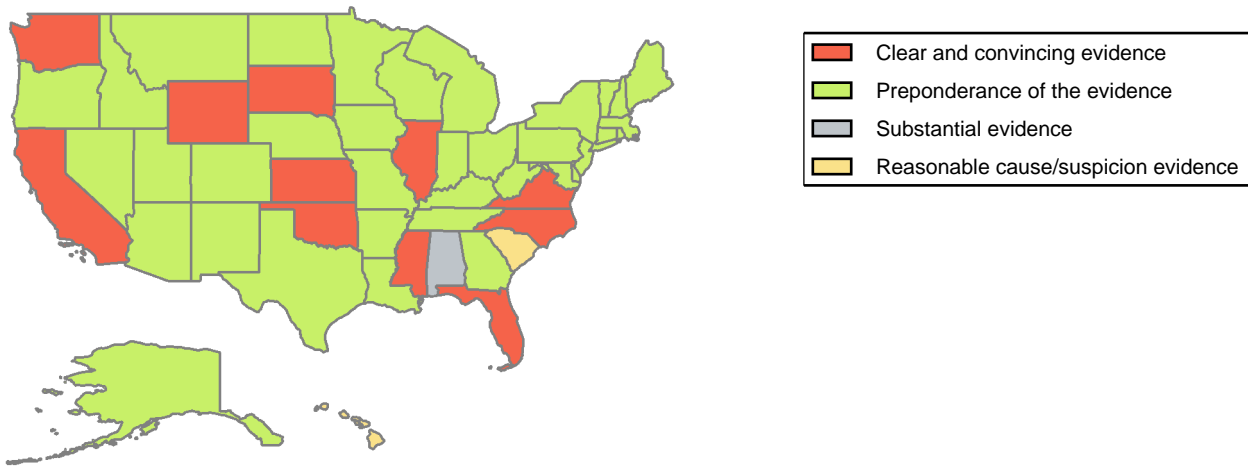 Clear and convincing evidence
Preponderance of the evidence
Substantial evidence
Reasonable cause/suspicion evidence